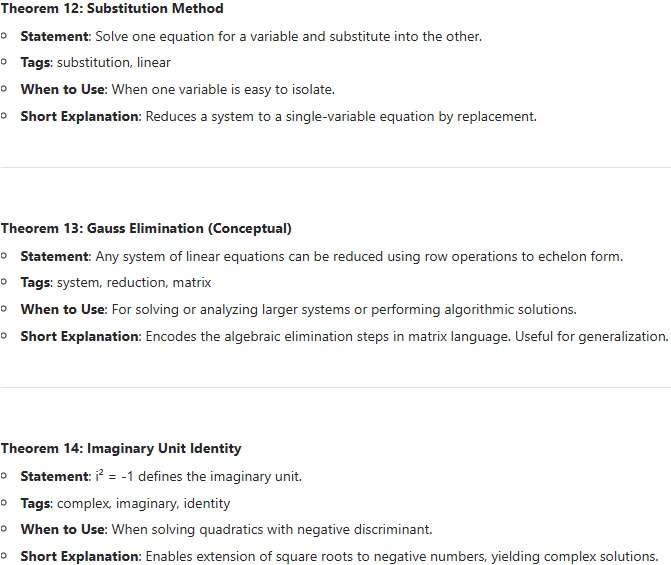 Theorem 12: Substitution Method
Statement: Solve one equation for a variable and substitute into the other.
Tags: substitution, linear
When to Use: When one variable is easy to isolate.
Short Explanation: Reduces a system to a single-variable equation by replacement.
Theorem 13: Gauss Elimination (Conceptual)
Statement: Any system of linear equations can be reduced using row operations to echelon form.
Tags: system, reduction, matrix
When to Use: For solving or analyzing larger systems or performing algorithmic solutions.
Short Explanation: Encodes the algebraic elimination steps in matrix language. Useful for generalization.
Theorem 14: Imaginary Unit Identity
Statement: i² = -1 defines the imaginary unit.
Tags: complex, imaginary, identity
When to Use: When solving quadratics with negative discriminant.
Short Explanation: Enables extension of square roots to negative numbers, yielding complex solutions.